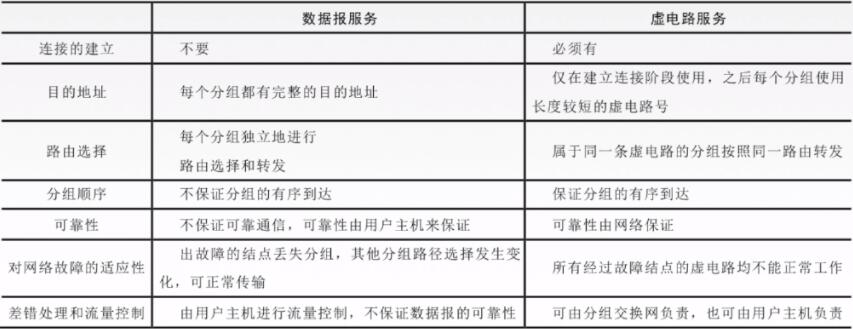 数据报服务 虚电路服务
连接的建立 不要 必须有
目的地址 每个分组都有完整的目的地址 仅在建立连接阶段使用，之后每个分组使用
长度较短的虚电路号
路由选择 每个分组独立地进行
路由选择和转发 属于同一条虚电路的分组按照同一路由转发
分组顺序 不保证分组的有序到达 保证分组的有序到达
可靠性 不保证可靠通信，可靠性由用户主机来保证 可靠性由网络保证
对网络故障的适应性 出故障的结点丢失分组，其他分组路径选择发生变
化，可正常传输 所有经过故障结点的虚电路均不能正常工作
差错处理和流量控制 由用户主机进行流量控制，不保证数据报的可靠性 可由分组交换网负责，也可由用户主机负责